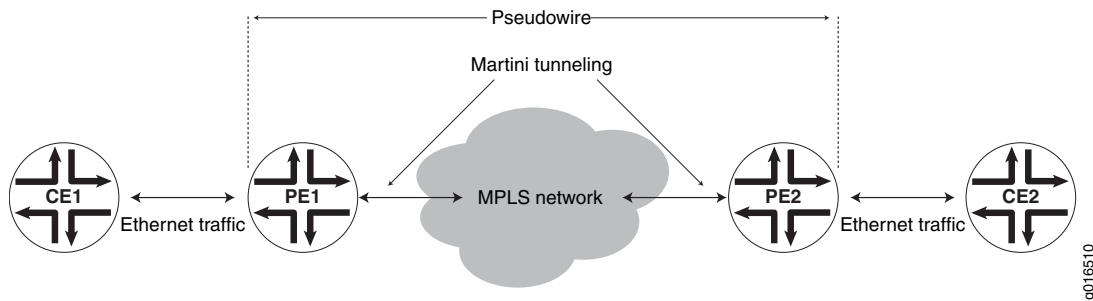 Pseudowire
Martini tunneling
CE1
PE1
MPLS network
PE2
CE2
Ethernet traffic
Ethernet traffic
g016510